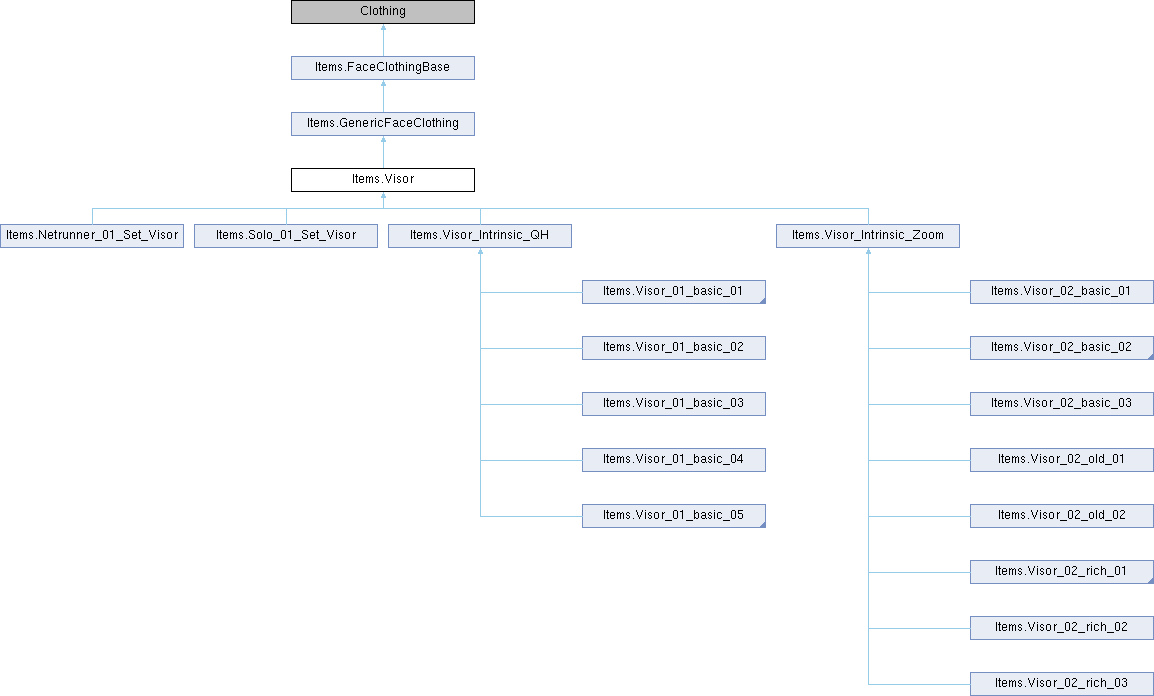 Clothing
Items.FaceClothingBase
Items.GenericFaceClothing
Items.Visor
Items.Netrunner_01_Set_Visor
Items.Solo_01_Set_Visor
Items.Visor_Intrinsic_QH
Items.Visor_Intrinsic_Zoom
Items.Visor_01_basic_01
Items.Visor_02_basic_01
Items.Visor_01_basic_02
Items.Visor_02_basic_02
Items.Visor_01_basic_03
Items.Visor_02_basic_03
Items.Visor_01_basic_04
Items.Visor_02_old_01
Items.Visor_01_basic_05
Items.Visor_02_old_02
Items.Visor_02_rich_01
Items.Visor_02_rich_02
Items.Visor_02_rich_03